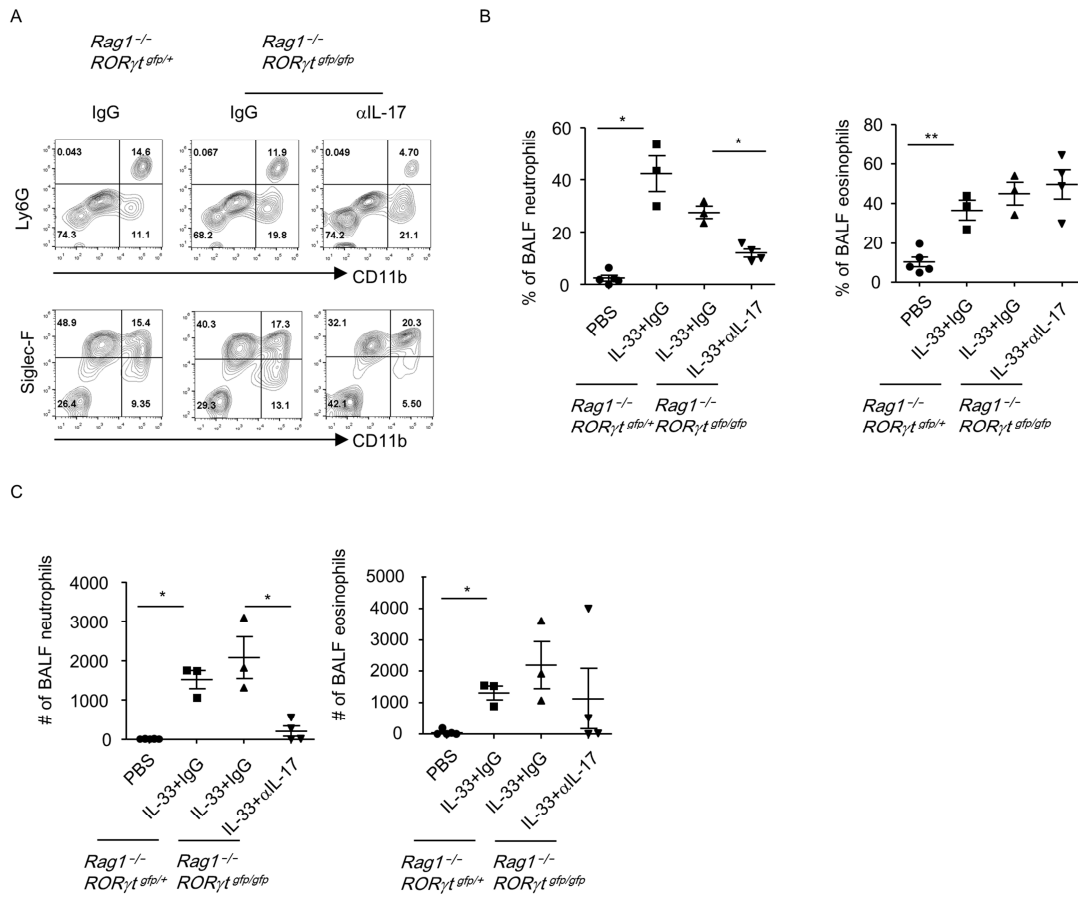 A
Rag1−/−
RORγt gfp/+
Rag1−/−
RORγt gfp/gfp
IgG
IgG
αIL-17
Ly6G
0.043
14.6
74.3
11.1
0.067
11.9
68.2
19.8
0.049
4.70
74.2
21.1
CD11b
Siglec-F
48.9
15.4
26.4
9.35
40.3
17.3
29.3
13.1
32.1
20.3
42.1
5.50
CD11b
B
% of BALF neutrophils
60
40
20
0
*
*
PBS
IL-33+IgG
IL-33+IgG
IL-33+αIL-17
Rag1−/−
RORγt gfp/+
Rag1−/−
RORγt gfp/gfp
% of BALF eosinophils
80
60
40
20
0
**
PBS
IL-33+IgG
IL-33+IgG
IL-33+αIL-17
Rag1−/−
RORγt gfp/+
Rag1−/−
RORγt gfp/gfp
C
# of BALF neutrophils
4000
3000
2000
1000
0
*
*
PBS
IL-33+IgG
IL-33+IgG
IL-33+αIL-17
Rag1−/−
RORγt gfp/+
Rag1−/−
RORγt gfp/gfp
# of BALF eosinophils
5000
4000
3000
2000
1000
0
*
PBS
IL-33+IgG
IL-33+IgG
IL-33+αIL-17
Rag1−/−
RORγt gfp/+
Rag1−/−
RORγt gfp/gfp